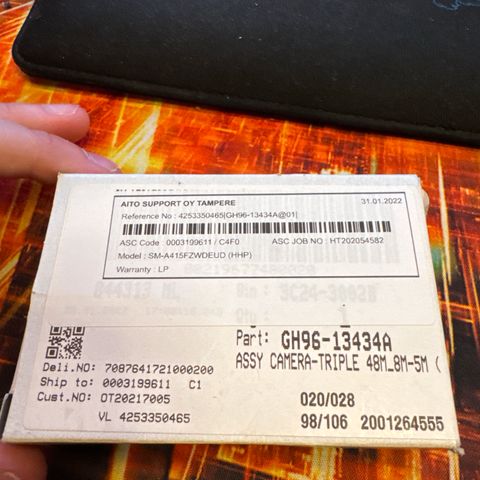 AITO SUPPORT OY TAMPERE 31.01.2022
Reference No : 4253350465[GH96-13434A@01]
ASC Code : 0003199611 / C4F0 ASC JOB NO : HT202054582
Model : SM-A415FZWDEUD (HHP)
Warranty : LP
Part: GH96-13434A
ASSY CAMERA-TRIPLE 48M_8M-5M (
Deli.NO: 7087641721000200
Ship to: 0003199611 C1
Cust.NO: OT20217005
VL 4253350465
020/028
98/106 2001264555